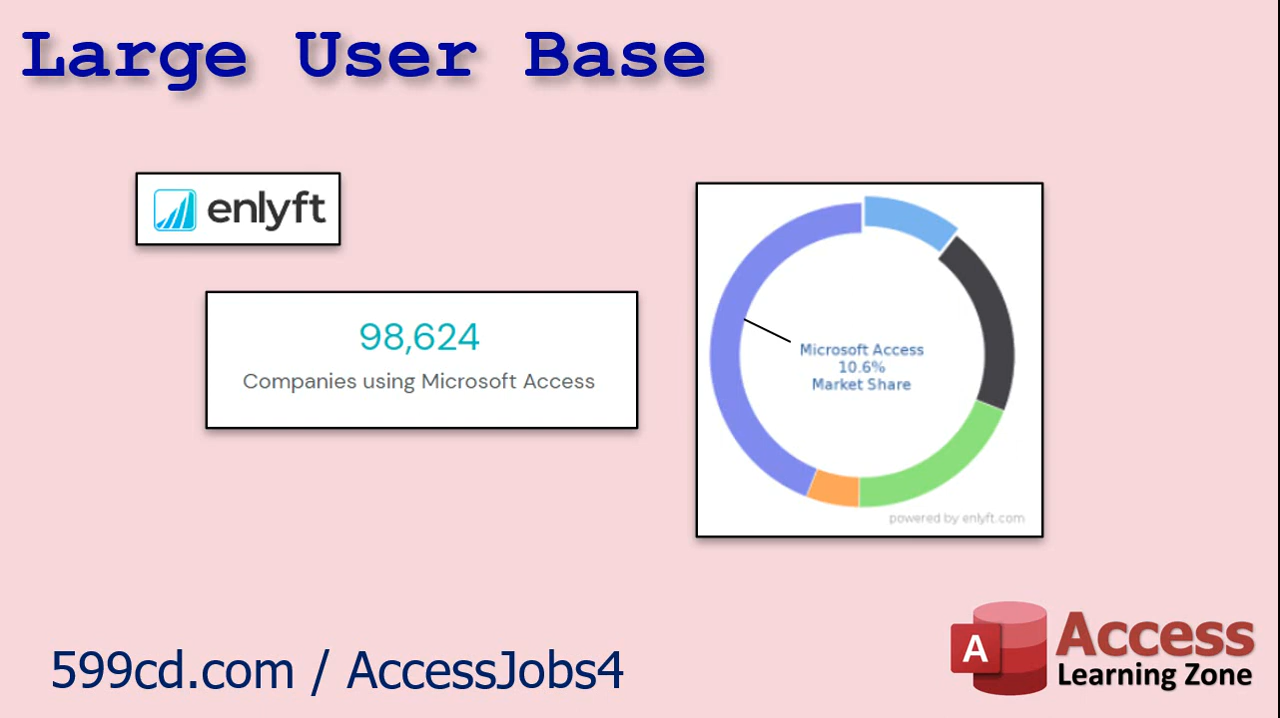 Large User Base
enlyft
98,624
Companies using Microsoft Access
Microsoft Access
10.6%
Market Share
powered by enlyft.com
599cd.com / AccessJobs4
A
Access
Learning Zone